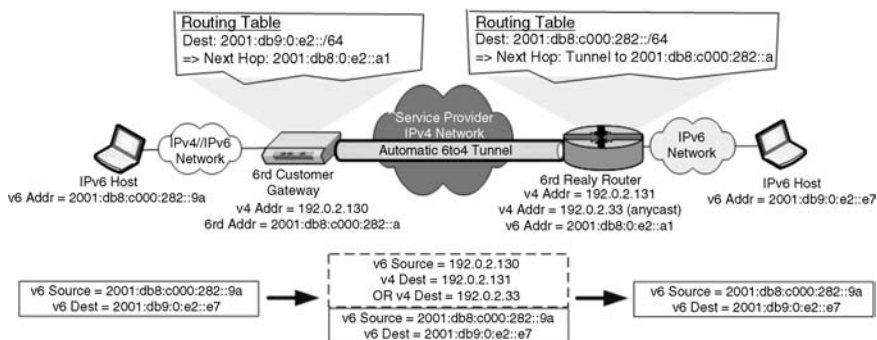 Routing Table
Dest: 2001:db9:0:e2::/64
=> Next Hop: 2001:db8:0:e2::a1
Routing Table
Dest: 2001:db8:c000:282::/64
=> Next Hop: Tunnel to 2001:db8:c000:282::a
Service Provider
IPv4 Network
Automatic 6to4 Tunnel
IPv4//IPv6
Network
IPv6
Network
IPv6 Host
v6 Addr = 2001:db8:c000:282::9a
6rd Customer
Gateway
v4 Addr = 192.0.2.130
6rd Addr = 2001:db8:c000:282::a
6rd Realy Router
v4 Addr = 192.0.2.131
v4 Addr = 192.0.2.33 (anycast)
v6 Addr = 2001:db8:0:e2::a1
IPv6 Host
v6 Addr = 2001:db9:0:e2::e7
v6 Source = 2001:db8:c000:282::9a
v6 Dest = 2001:db9:0:e2::e7
v6 Source = 192.0.2.130
v4 Dest = 192.0.2.131
OR v4 Dest = 192.0.2.33
v6 Source = 2001:db8:c000:282::9a
v6 Dest = 2001:db9:0:e2::e7
v6 Source = 2001:db8:c000:282::9a
v6 Dest = 2001:db9:0:e2::e7